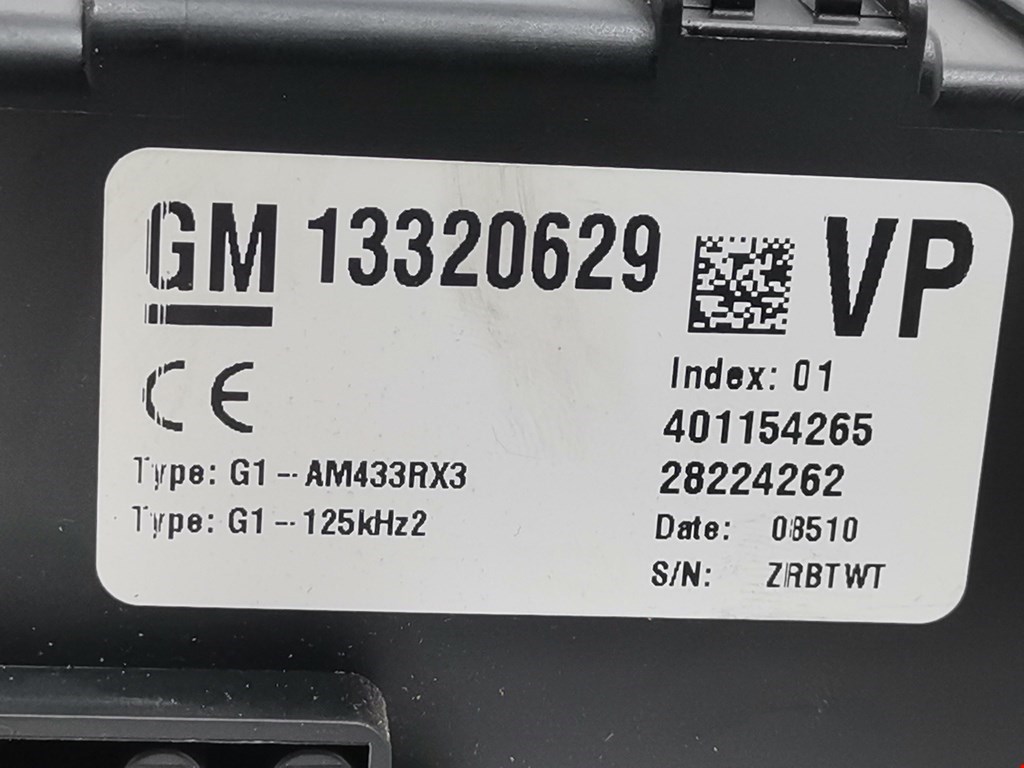 GM 13320629 VP
CE
Index: 01
401154265
28224262
Type: G1--AM433RX3
Type: G1--125kHz2
Date: 08510
S/N: ZRBTWT